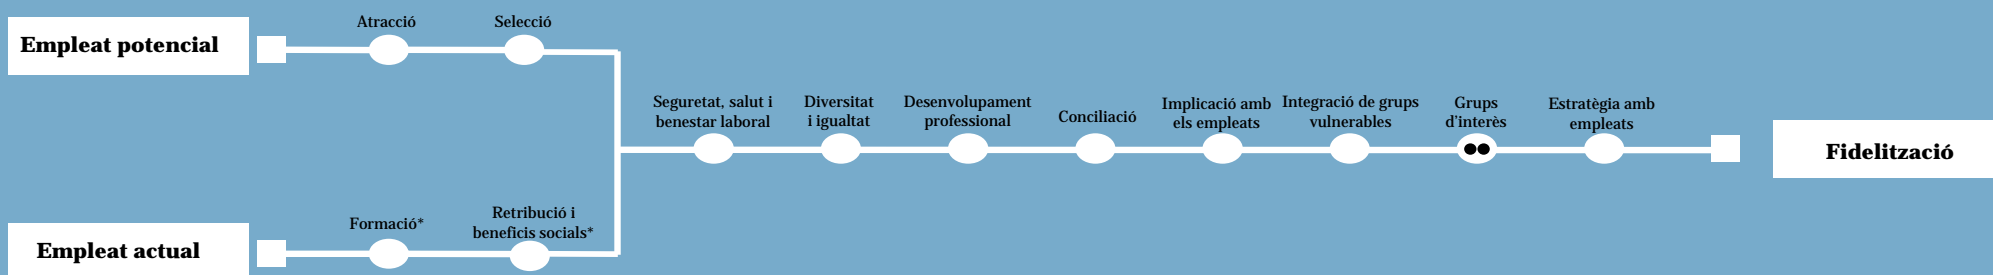 Empleat potencial
Atracció
Selecció
Seguretat, salut i
benestar laboral
Diversitat
i igualtat
Desenvolupament
professional
Conciliació
Implicació amb
els empleats
Integració de grups
vulnerables
Grups
d'interès
Estratègia amb
empleats
Fidelització
Empleat actual
Formació*
Retribució i
beneficis socials*